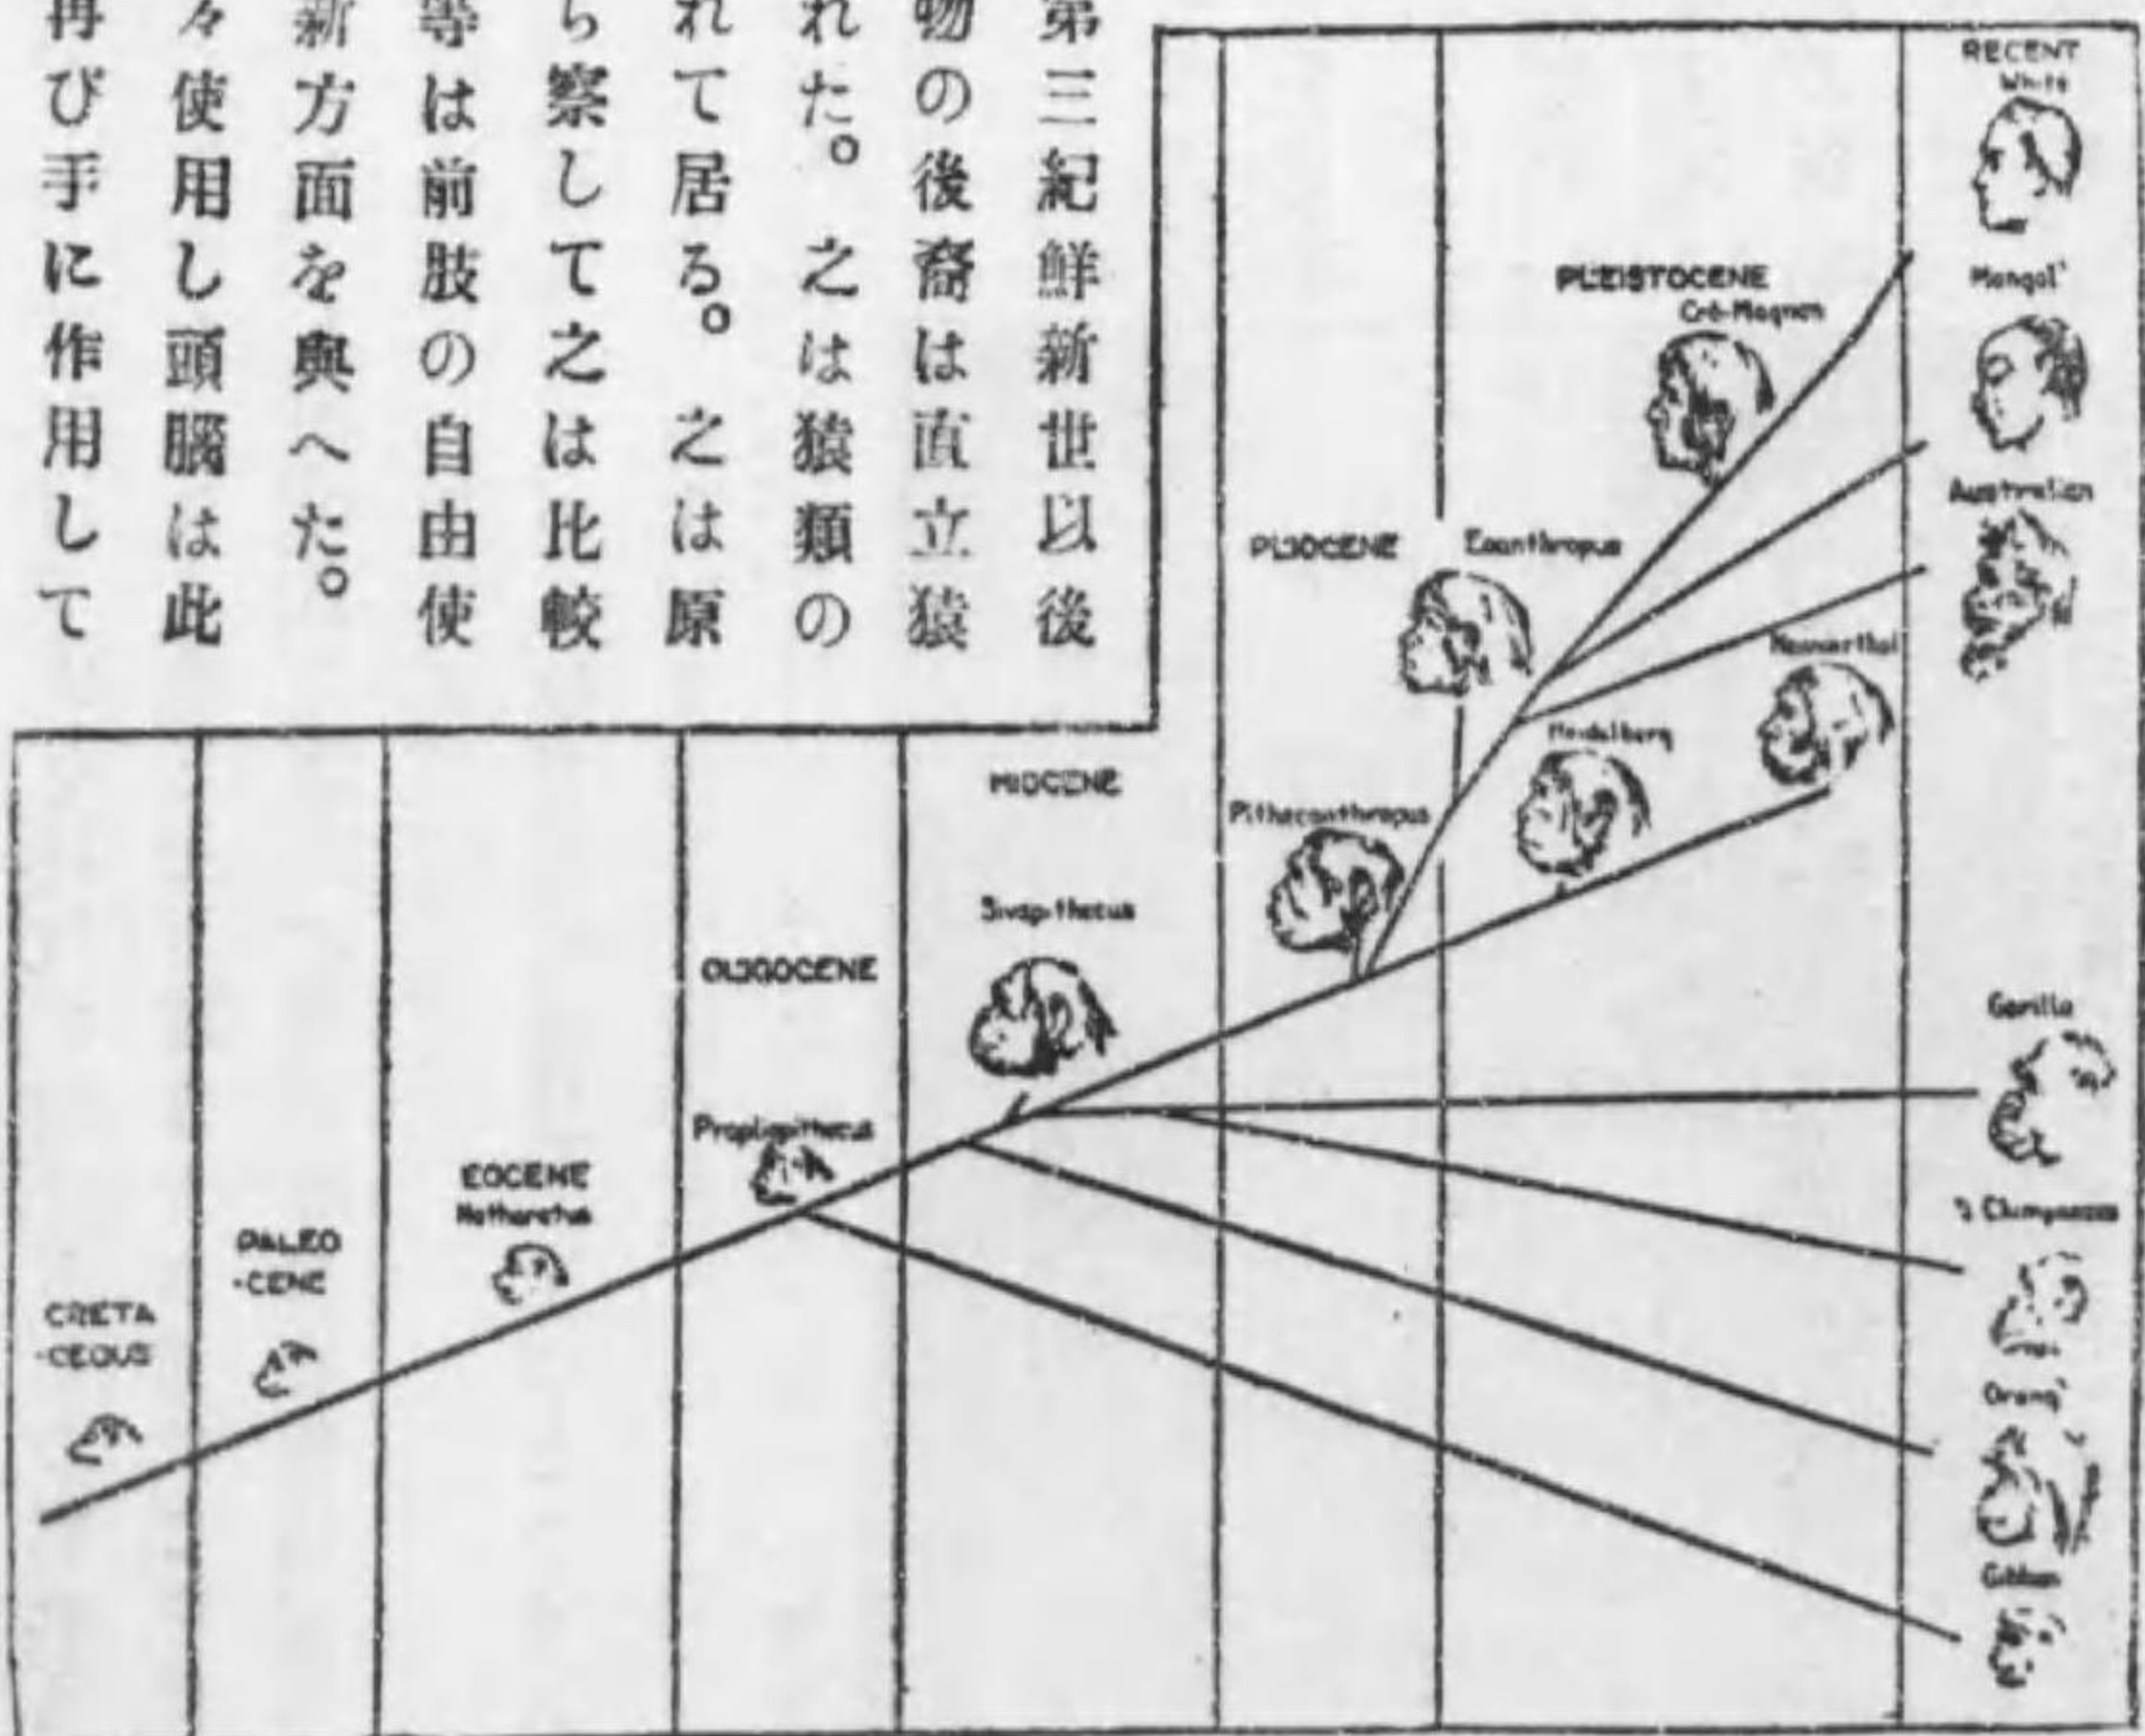 第三紀鮮新世以後
物の後裔は直立猿
れた。之は猿類の
れて居る。之は原
ら察して之は比較
等は前肢の自由使
新方面を與へた。
々使用し頭腦は此
再び手に作用して
RECENT
White
Mongol
Australian
PLEISTOCENE
Crô-Magnon
PLIOCENE
Eoanthropus
Neanderthal
Heidelberg
Pithecanthropus
MIOCENE
Sivapithecus
OLIGOCENE
Propliopithecus
EOCENE
Notharctus
PALEO
-CENE
CRETA
-CEOUS
Gorilla
Orang
Gibbon